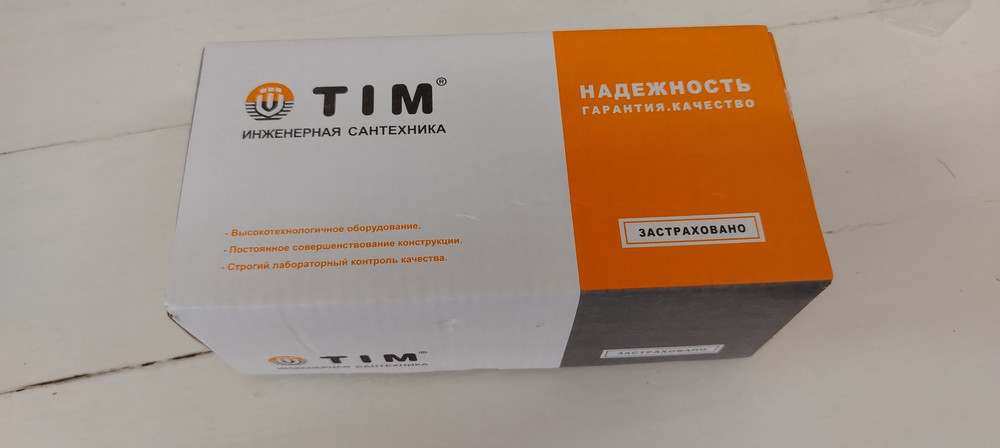 TIM®
ИНЖЕНЕРНАЯ САНТЕХНИКА
НАДЕЖНОСТЬ
ГАРАНТИЯ.КАЧЕСТВО
- Высокотехнологичное оборудование.
- Постоянное совершенствование конструкции.
- Строгий лабораторный контроль качества.
ЗАСТРАХОВАНО
TIM®
ИНЖЕНЕРНАЯ САНТЕХНИКА
ЗАСТРАХОВАНО